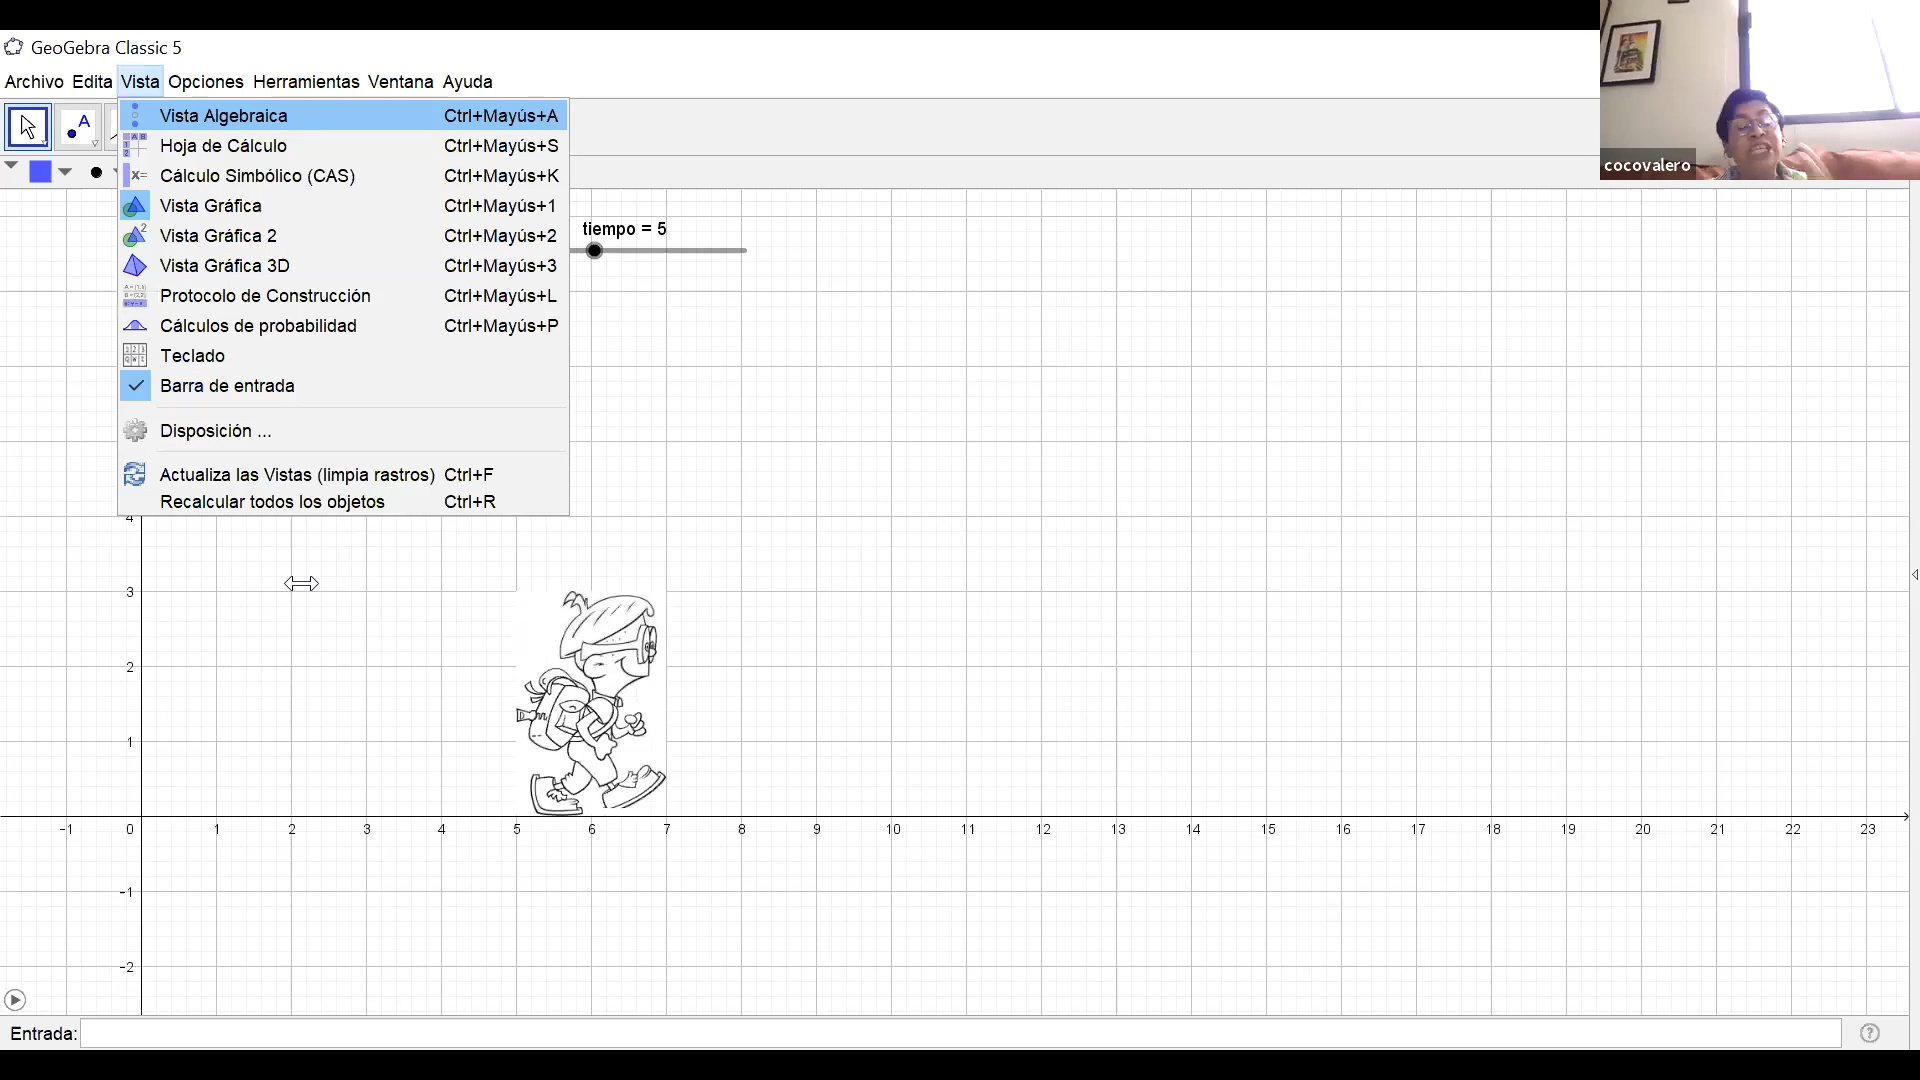 GeoGebra Classic 5
Archivo Edita Vista Opciones Herramientas Ventana Ayuda
A
Vista Algebraica Ctrl+Mayús+A
Hoja de Cálculo Ctrl+Mayús+S
Cálculo Simbólico (CAS) Ctrl+Mayús+K
Vista Gráfica Ctrl+Mayús+1
Vista Gráfica 2 Ctrl+Mayús+2
Vista Gráfica 3D Ctrl+Mayús+3
Protocolo de Construcción Ctrl+Mayús+L
Cálculos de probabilidad Ctrl+Mayús+P
Teclado
Barra de entrada
Disposición ...
Actualiza las Vistas (limpia rastros) Ctrl+F
Recalcular todos los objetos Ctrl+R
cocovalero
tiempo = 5
4
3
2
1
-1 0 1 2 3 4 5 6 7 8 9 10 11 12 13 14 15 16 17 18 19 20 21 22 23
-1
-2
Entrada: